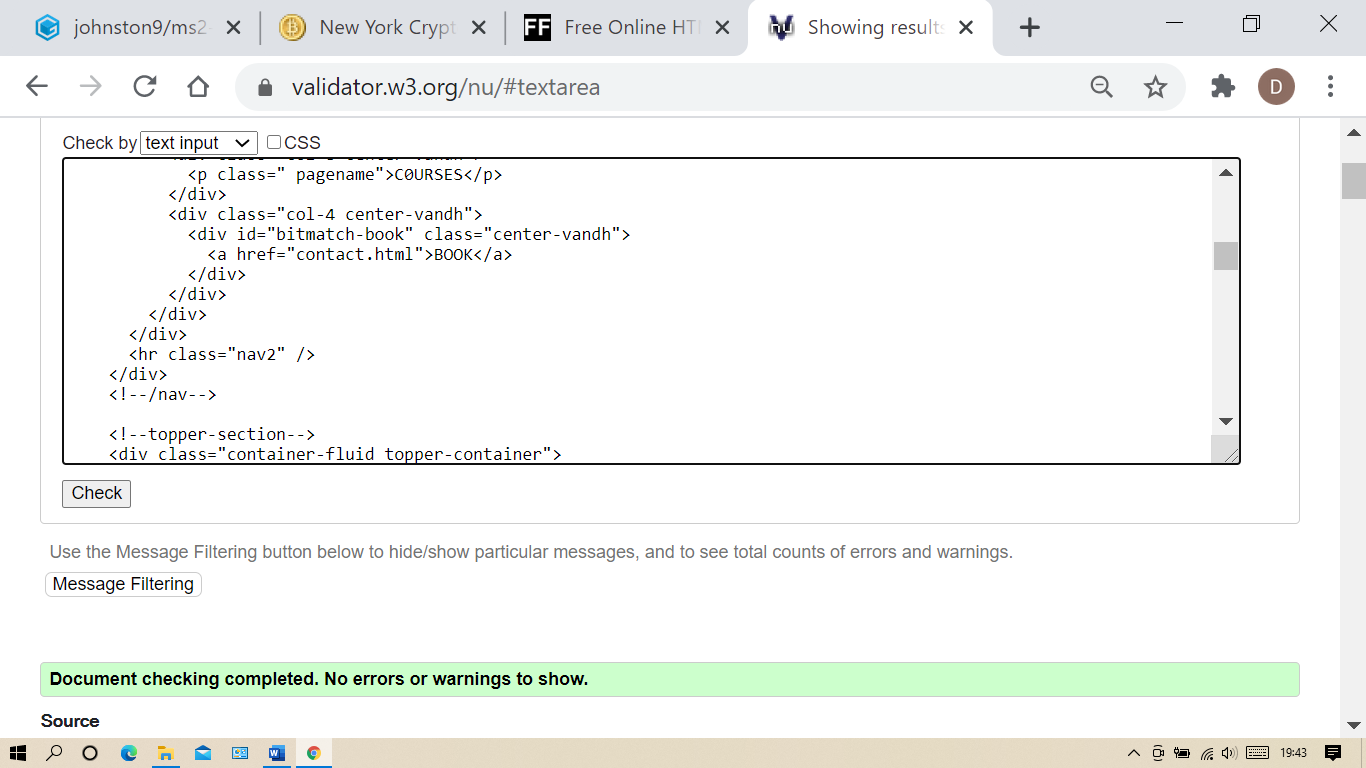 johnston9/ms2
New York Crypt
FF
Free Online HT
Showing results
validator.w3.org/nu/#textarea
D
Check by text input CSS
<p class=" pagename">C0URSES</p>
</div>
<div class="col-4 center-vandh">
<div id="bitmatch-book" class="center-vandh">
<a href="contact.html">BOOK</a>
</div>
</div>
</div>
</div>
<hr class="nav2" />
</div>
<!--/nav-->
<!--topper-section-->
<div class="container-fluid topper-container">
Check
Use the Message Filtering button below to hide/show particular messages, and to see total counts of errors and warnings.
Message Filtering
Document checking completed. No errors or warnings to show.
Source
19:43